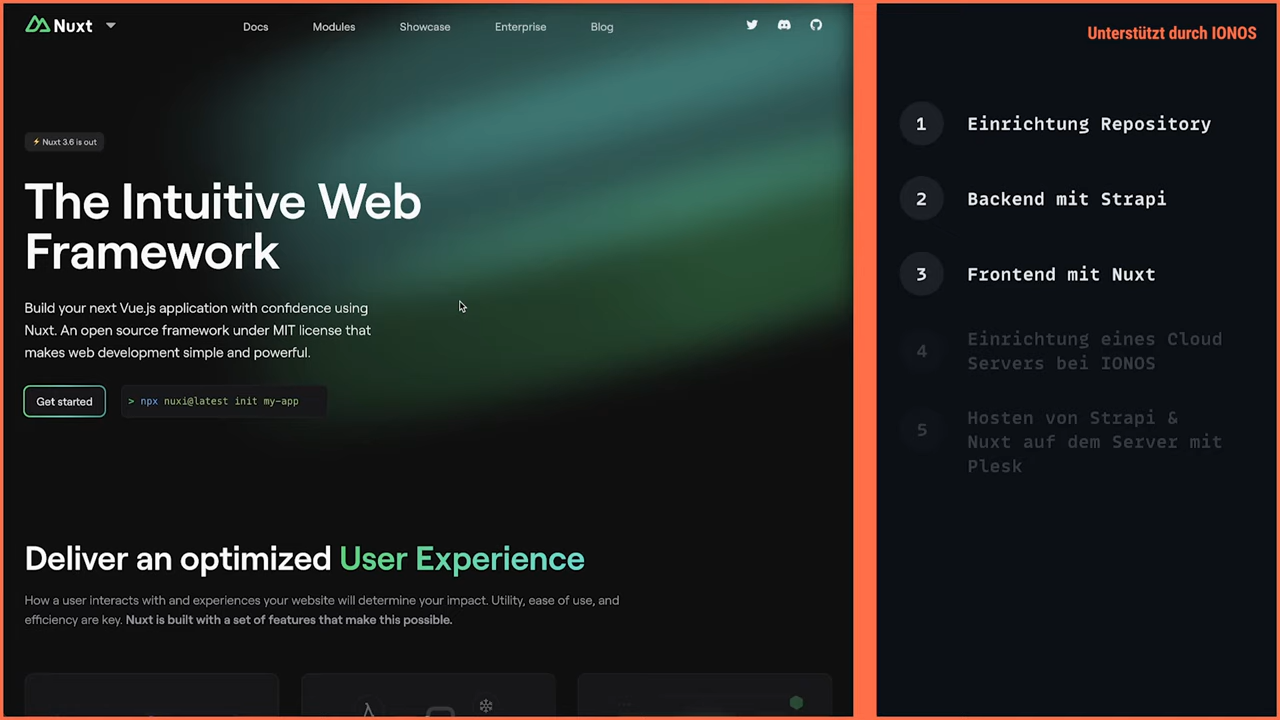 Nuxt
Docs
Modules
Showcase
Enterprise
Blog
⚡ Nuxt 3.6 is out
The Intuitive Web
Framework
Build your next Vue.js application with confidence using
Nuxt. An open source framework under MIT license that
makes web development simple and powerful.
Get started
> npx nuxi@latest init my-app
Deliver an optimized User Experience
How a user interacts with and experiences your website will determine your impact. Utility, ease of use, and
efficiency are key. Nuxt is built with a set of features that make this possible.
Unterstützt durch IONOS
1 Einrichtung Repository
2 Backend mit Strapi
3 Frontend mit Nuxt
4 Einrichtung eines Cloud
Servers bei IONOS
5 Hosten von Strapi &
Nuxt auf dem Server mit
Plesk